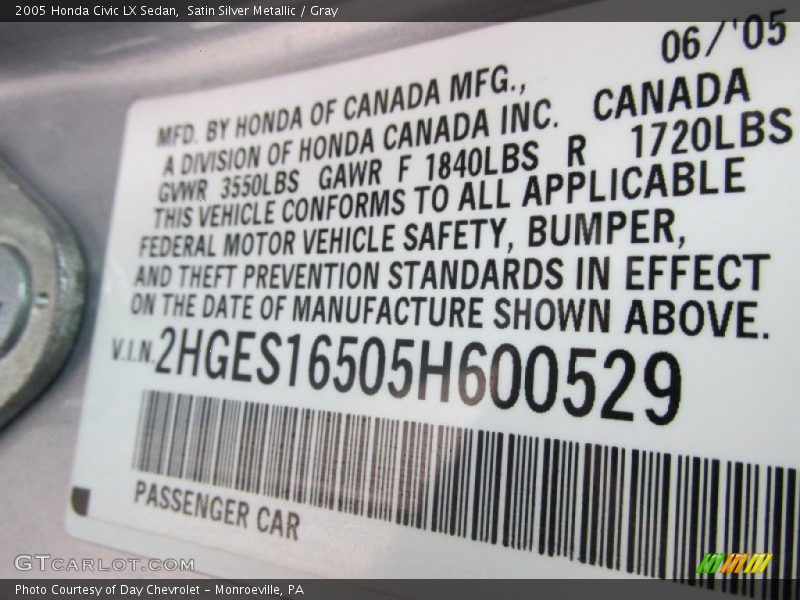 2005 Honda Civic LX Sedan, Satin Silver Metallic / Gray
06/'05
MFD. BY HONDA OF CANADA MFG.,
A DIVISION OF HONDA CANADA INC. CANADA
GVWR 3550LBS GAWR F 1840LBS R 1720LBS
THIS VEHICLE CONFORMS TO ALL APPLICABLE
FEDERAL MOTOR VEHICLE SAFETY, BUMPER,
AND THEFT PREVENTION STANDARDS IN EFFECT
ON THE DATE OF MANUFACTURE SHOWN ABOVE.
V.I.N. 2HGES16505H600529
PASSENGER CAR
GTCARLOT.COM
Photo Courtesy of Day Chevrolet - Monroeville, PA